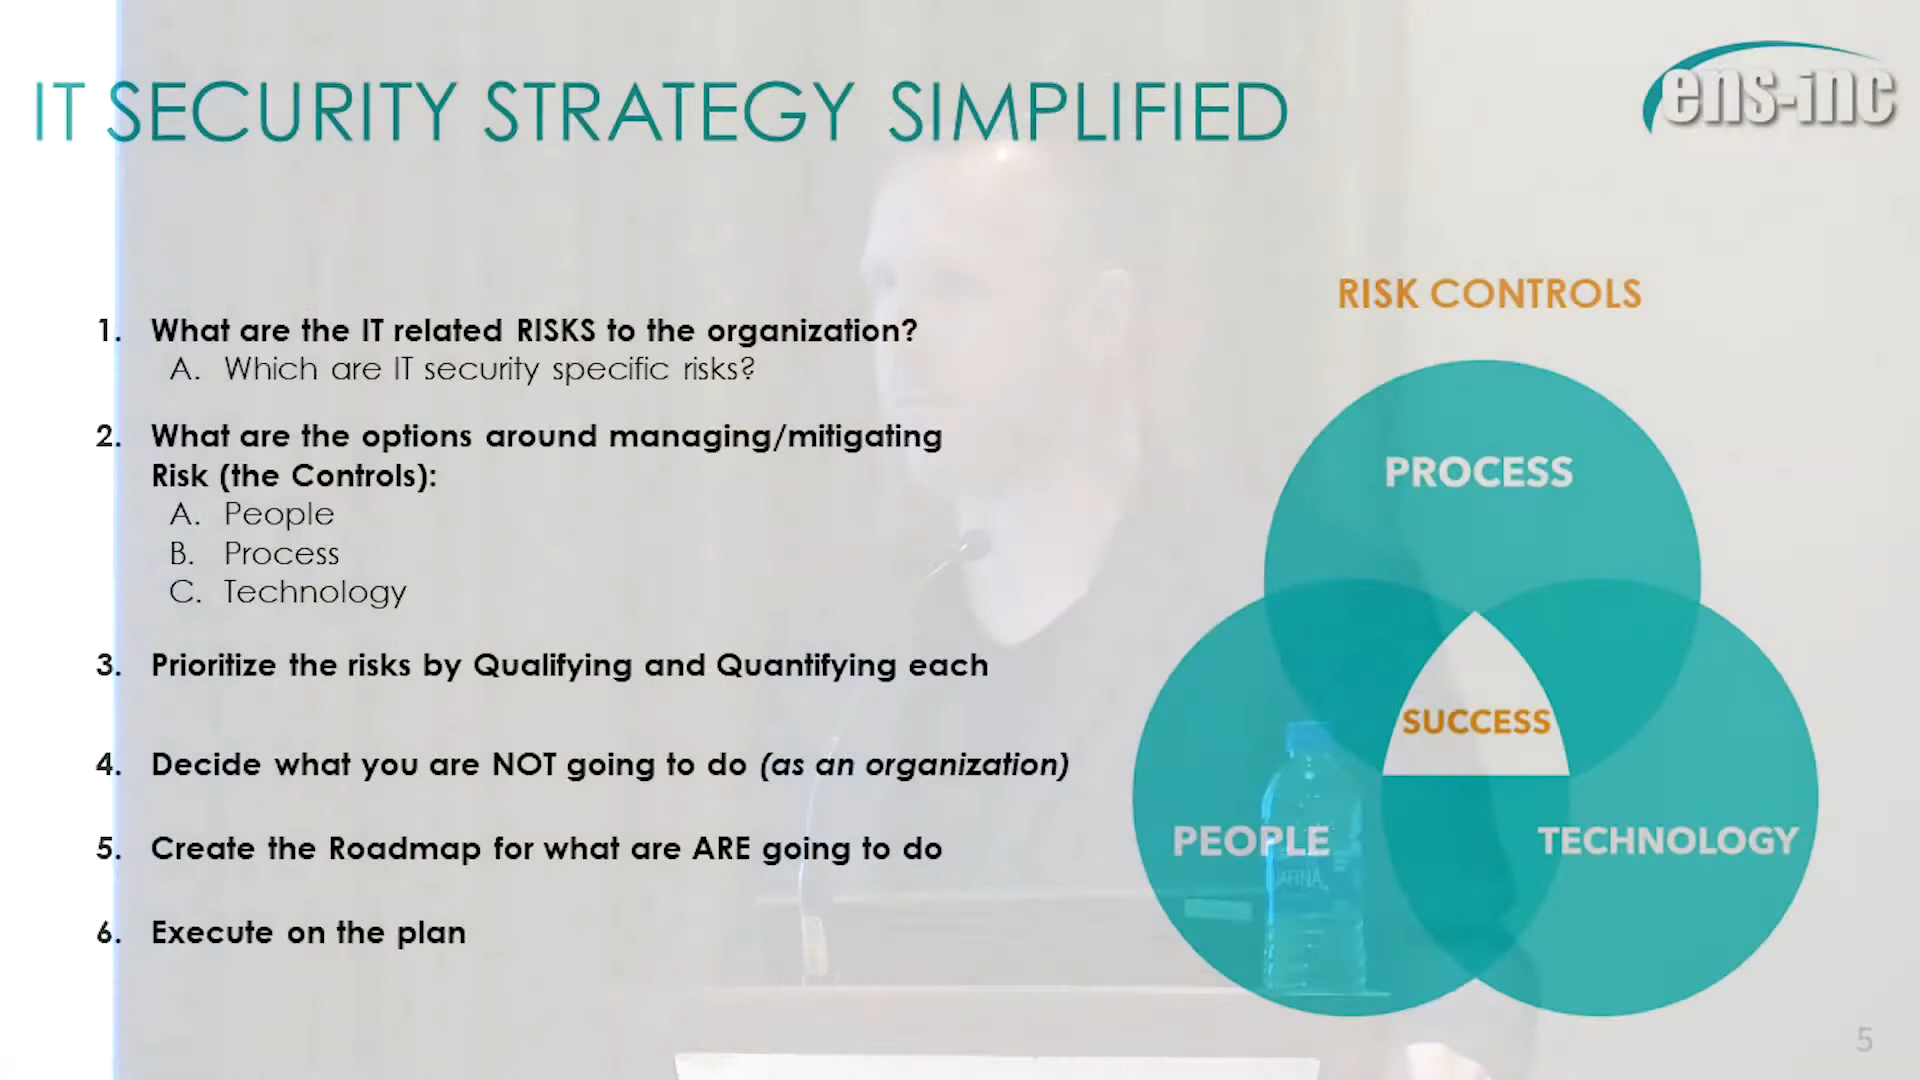 IT SECURITY STRATEGY SIMPLIFIED
ens-inc
1. What are the IT related RISKS to the organization?
A. Which are IT security specific risks?
2. What are the options around managing/mitigating
Risk (the Controls):
A. People
B. Process
C. Technology
3. Prioritize the risks by Qualifying and Quantifying each
4. Decide what you are NOT going to do (as an organization)
5. Create the Roadmap for what are ARE going to do
6. Execute on the plan
RISK CONTROLS
PROCESS
SUCCESS
PEOPLE
TECHNOLOGY
5